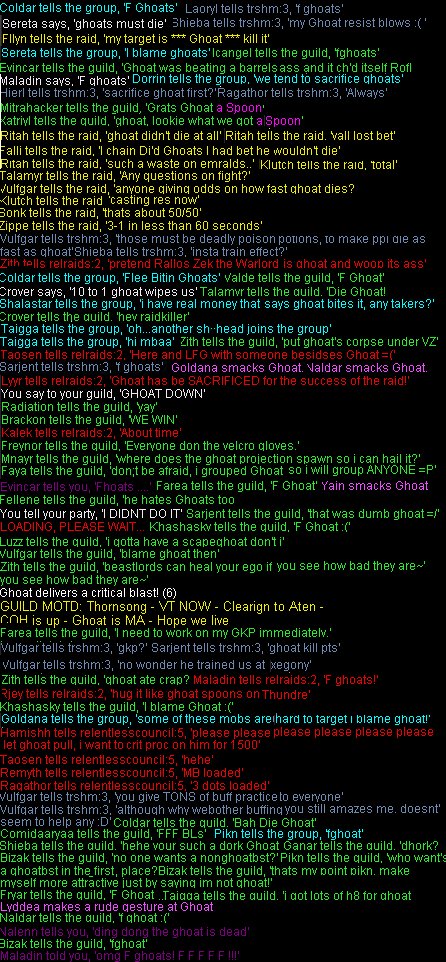 Coldar tells the group, 'F Ghoats' Laoryl tells trshm:3, 'fghoats'
Sereta says, 'ghoats must die' Shieba tells trshm:3, 'my Ghoat resist blows :( '
Fllyn tells the raid, 'my target is *** Ghoat *** kill it'
Sereta tells the group, 'I blame ghoats' Icangel tells the guild, 'fghoats'
Evincar tells the guild, 'Ghoat was beating a barrels ass and it ch'd itself Rofl
Maladin says, 'F ghoats' Dorrin tells the group, 'we tend to sacrifice ghoats'
Hierl tells trshm:3, 'sacrifice ghoat first?' Ragathor tells trshm:3, 'Always'
Mitrahacker tells the guild, 'Grats Ghoat a Spoon'
Katriyl tells the guild, 'ghoat, lookie what we got a Spoon'
Ritah tells the raid, 'ghoat didn't die at all' Ritah tells the raid, 'yall lost bet'
Falli tells the raid, 'I chain Di'd Ghoats I had bet he wouldn't die'
Ritah tells the raid, 'such a waste on emralds..' Klutch tells the raid, 'total'
Talamyr tells the raid, 'Any questions on fight?'
Vulfgar tells the raid, 'anyone giving odds on how fast ghoat dies?
Klutch tells the raid, 'casting res now'
Bonk tells the raid, 'thats about 50/50'
Zippe tells the raid, '3-1 in less than 60 seconds'
Vulfgar tells trshm:3, 'those must be deadly poison potions, to make ppl die as
fast as ghoat' Shieba tells trshm:3, 'insta train effect?'
Zith tells relraids:2, 'pretend Rallos Zek the Warlord is ghoat and woop its ass'
Coldar tells the group, 'Flee Bitin Ghoats' Valde tells the guild, 'F Ghoat'
Crover says, '10 to 1 ghoat wipes us' Talamyr tells the guild, 'Die Ghoat!
Shalastar tells the group, 'i have real money that says ghoat bites it, any takers?'
Crover tells the guild, 'hey raidkiller'
Taigga tells the group, 'oh...another sh--head joins the group'
Taigga tells the group, 'hi mbaa' Zith tells the guild, 'put ghoat's corpse under VZ'
Taosen tells relraids:2, 'Here and LFG with someone besidses Ghoat =('
Sarjent tells trshm:3, 'f ghoats' Goldana smacks Ghoat. Naldar smacks Ghoat.
Lyyr tells relraids:2, 'Ghoat has SACRIFICED for the success of the raid!
You say to your guild, 'GHOAT DOWN'
Radiation tells the guild, 'yay'
Brackon tells the guild, 'WE WIN'
Kalek tells relraids:2, 'About time'
Freynor tells the guild, 'Everyone don the velcro gloves.'
Mnayr tells the guild, 'where does the ghoat projection spawn so i can hail it?'
Faya tells the guild, 'don;t be afraid, i grouped Ghoat so i will group ANYONE =P'
Evincar tells you, 'Fhoats ....' Farea tells the guild, 'F Ghoat' Yain smacks Ghoat
Fellene tells the guild, 'he hates Ghoats too
You tell your party, 'I DIDNT DO IT' Sarjent tells the guild, 'that was dumb ghoat =/'
LOADING, PLEASE WAIT... Khashasky tells the guild, 'F Ghoat :('
Luzz tells the guild, 'i gotta have a scapeghoat don't i'
Vulfgar tells the guild, 'blame ghoat then'
Zith tells the guild, 'beastlords can heal your ego if you see how bad they are~'
you see how bad they are~'
Ghoat delivers a critical blast! (6)
GUILD MOTD: Thornsong - VT NOW - Clearign to Aten -
COH is up - Ghoat is MA - Hope we live
Farea tells the guild, 'I need to work on my GKP immediately.'
Vulfgar tells trshm:3, 'gkp?' Sarjent tells trshm:3, 'ghoat kill pts'
Vulfgar tells trshm:3, 'no wonder he trained us at xegony'
Zith tells the guild, 'ghoat ate crap? Maladin tells relraids:2, 'F ghoats!'
Rjey tells relraids:2, 'hug it like ghoat spoons on Thundre'
Khashasky tells the guild, 'I blame Ghoat :('
Goldana tells the group, 'some of these mobs are hard to target i blame ghoat!'
Hamishh tells relentlesscouncil:5, 'please please please please please please
let ghoat pull, i want to crit proc on him for 1500'
Taosen tells relentlesscouncil:5, 'hehe'
Remyth tells relentlesscouncil:5, 'MB loaded'
Ragathor tells relentlesscouncil:5, '3 dots loaded'
Vulfgar tells trshm:3, 'you give TONS of buff practice to everyone'
Vulfgar tells trshm:3, 'although why webother buffing you still amazes me. doesnt'
seem to help any :D' Coldar tells the guild, 'Bah Die Ghoat'
Comidaaryaa tells the guild, 'FFF BLs' Pikn tells the group, 'fghoat'
Shieba tells the guild, 'hehe your such a dork Ghoat Ganar tells the guild, 'dhork?
Bizak tells the guild, 'no one wants a nonghoatbst?' Pikn tells the guild, 'who want's
a ghoatbst in the first, place? Bizak tells the guild, 'thats my point pikn, make
myself more attractive just by saying im not ghoat!'
Fryar tells the guild, 'F Ghoat .. Taigga tells the guild, 'i got lots of h8 for ghoat
Lyddea makes a rude gesture at Ghoat
Naldar tells the guild, 'f ghoat :('
Nalenn tells you, 'ding dong the ghoat is dead'
Bizak tells the guild, 'fghoat'
Maladin told you, 'omg F ghoats! F F F F F !!!'